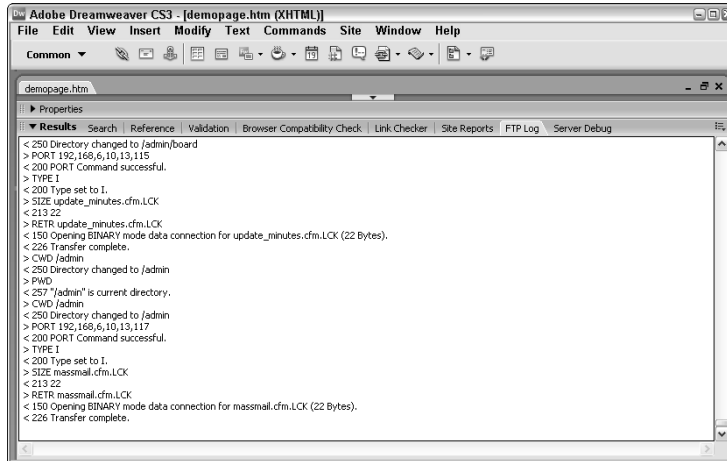 Dw Adobe Dreamweaver CS3 - [demopage.htm (XHTML)]
File Edit View Insert Modify Text Commands Site Window Help
Common
19
demopage.htm
Properties
Results Search Reference Validation Browser Compatibility Check Link Checker Site Reports FTP Log Server Debug
< 250 Directory changed to /admin/board
> PORT 192,168,6,10,13,115
< 200 PORT Command successful.
> TYPE I
< 200 Type set to I.
> SIZE update_minutes.cfm.LCK
< 213 22
> RETR update_minutes.cfm.LCK
< 150 Opening BINARY mode data connection for update_minutes.cfm.LCK (22 Bytes).
< 226 Transfer complete.
> CWD /admin
< 250 Directory changed to /admin
> PWD
< 257 "/admin" is current directory.
> CWD /admin
< 250 Directory changed to /admin
> PORT 192,168,6,10,13,117
< 200 PORT Command successful.
> TYPE I
< 200 Type set to I.
> SIZE massmail.cfm.LCK
< 213 22
> RETR massmail.cfm.LCK
< 150 Opening BINARY mode data connection for massmail.cfm.LCK (22 Bytes).
< 226 Transfer complete.